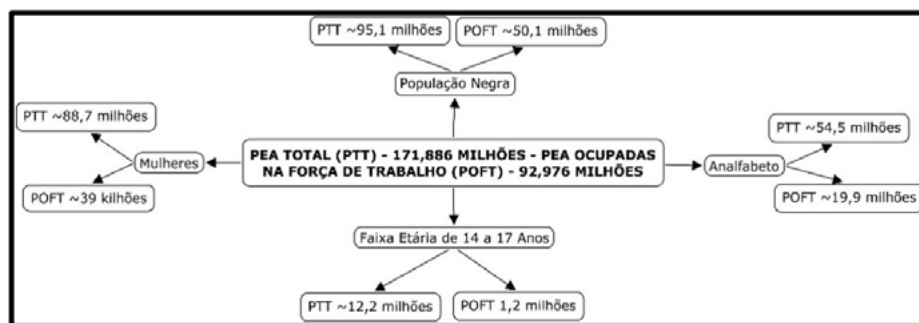 PTT ~95,1 milhões
POFT ~50,1 milhões
População Negra
PTT ~88,7 milhões
Mulheres
POFT ~39 kilhões
PEA TOTAL (PTT) - 171,886 MILHÕES - PEA OCUPADAS
NA FORÇA DE TRABALHO (POFT) - 92,976 MILHÕES
PTT ~54,5 milhões
Analfabeto
POFT ~19,9 milhões
Faixa Etária de 14 a 17 Anos
PTT ~12,2 milhões
POFT 1,2 milhões